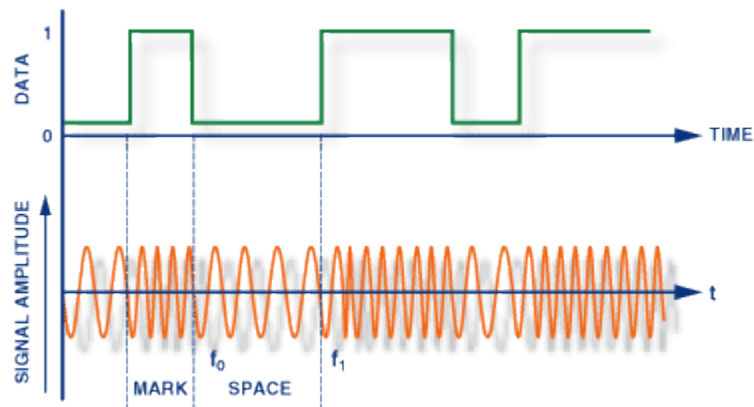 1
DATA
0
TIME
SIGNAL AMPLITUDE
t
f₀
f₁
MARK
SPACE